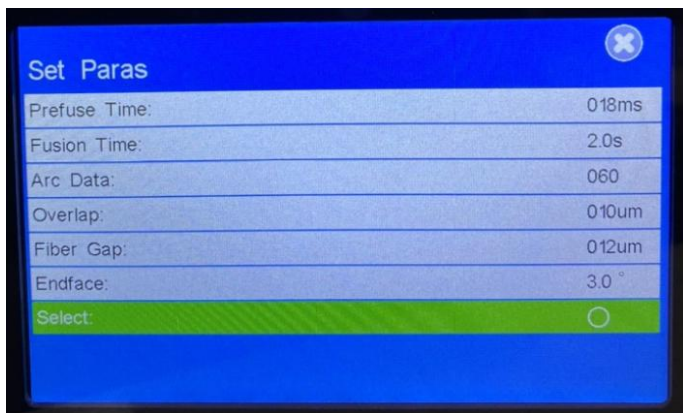 Set Paras
Prefuse Time: 018ms
Fusion Time: 2.0s
Arc Data: 060
Overlap: 010um
Fiber Gap: 012um
Endface: 3.0 °
Select: